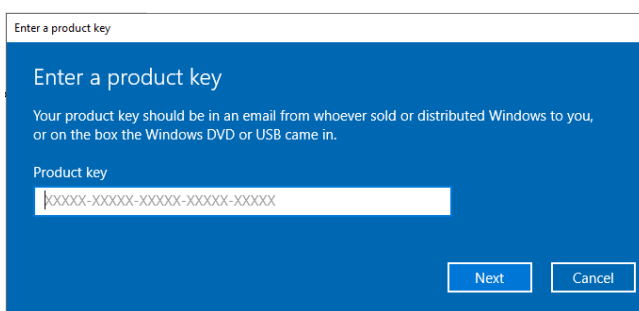 Enter a product key
Enter a product key
Your product key should be in an email from whoever sold or distributed Windows to you,
or on the box the Windows DVD or USB came in.
Product key
XXXXX-XXXXX-XXXXX-XXXXX-XXXXX
Next Cancel